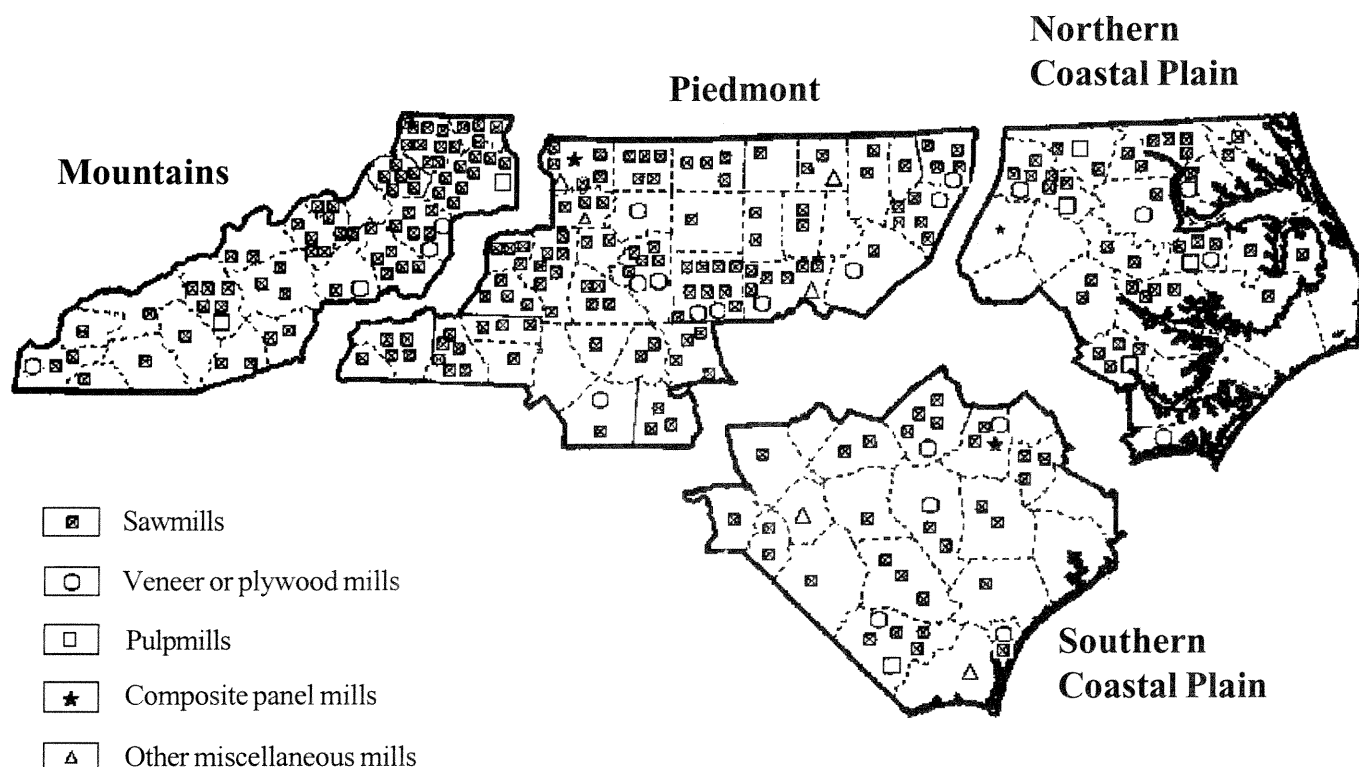 Northern
Coastal Plain
Piedmont
Mountains
Sawmills
Veneer or plywood mills
Pulpmills
Composite panel mills
Other miscellaneous mills
Southern
Coastal Plain